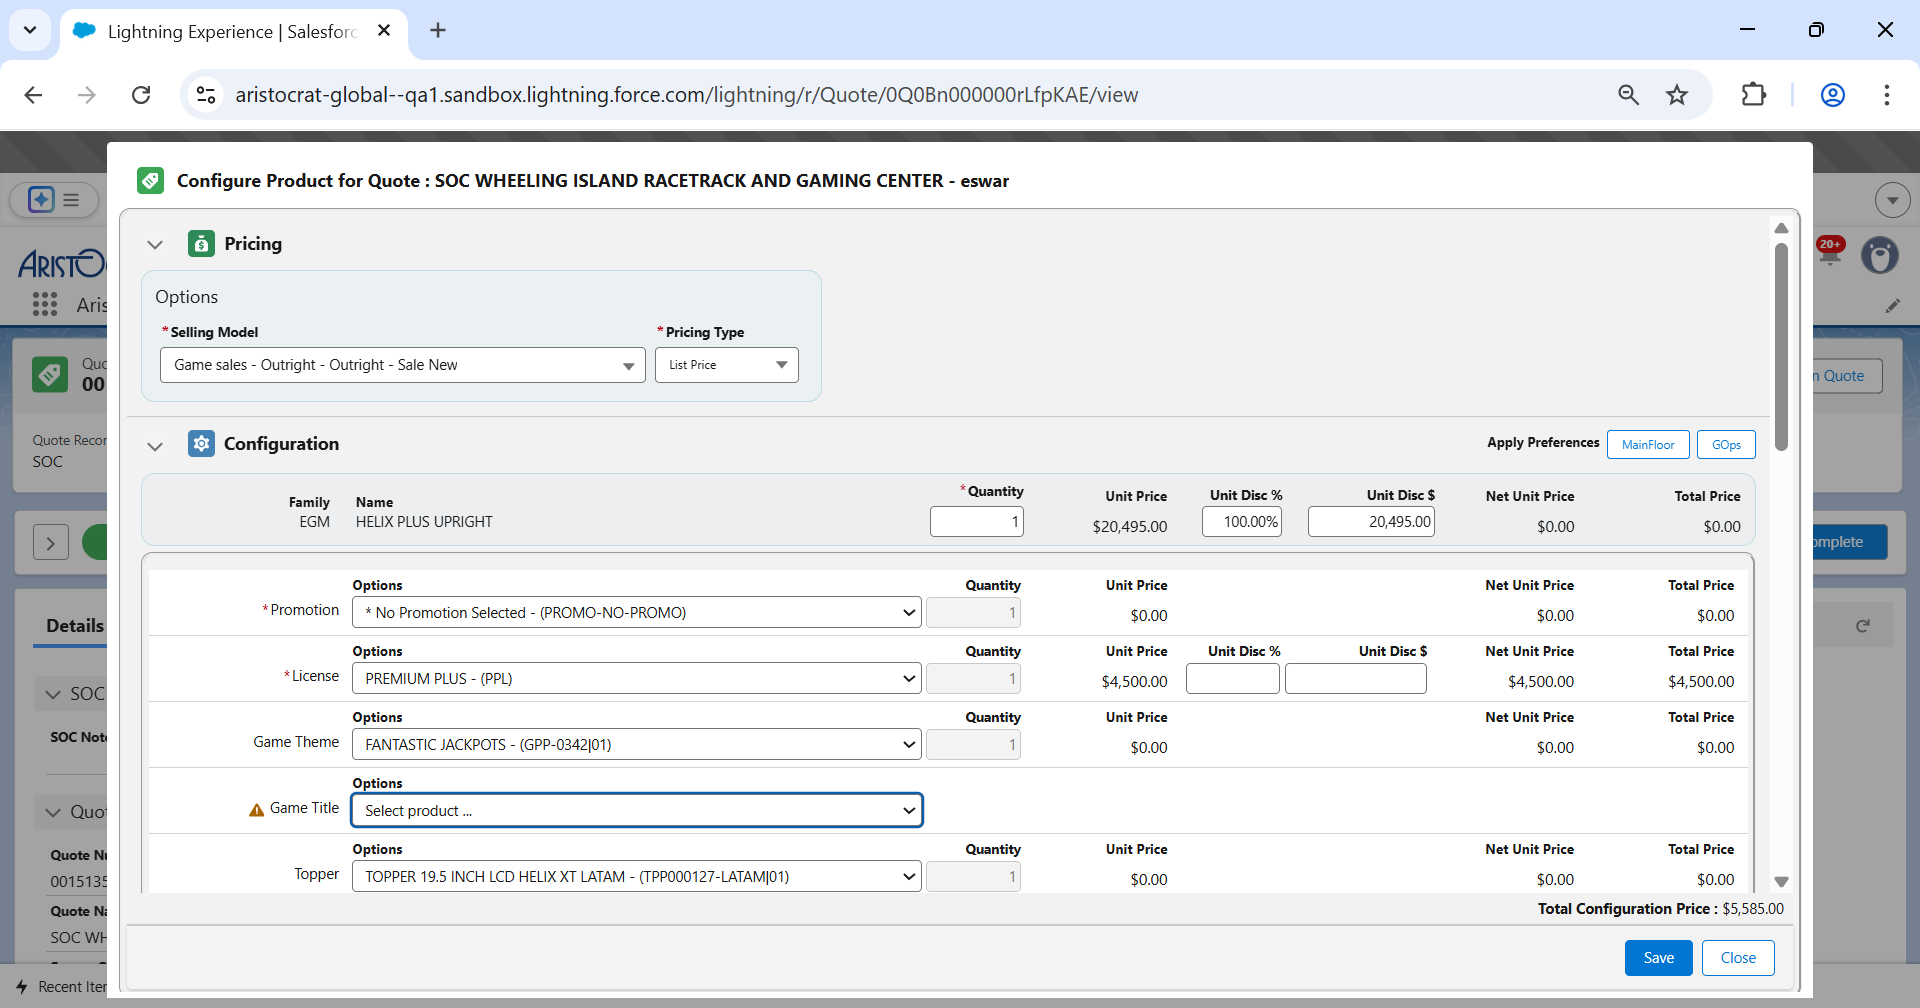 Lightning Experience | Salesforc
aristocrat-global--qa1.sandbox.lightning.force.com/lightning/r/Quote/0Q0Bn000000rLfpKAE/view
Configure Product for Quote : SOC WHEELING ISLAND RACETRACK AND GAMING CENTER - eswar
Pricing
Options
*Selling Model
*Pricing Type
Game sales - Outright - Outright - Sale New
List Price
Configuration
Apply Preferences
MainFloor
GOps
Family
Name
*Quantity
Unit Price
Unit Disc %
Unit Disc $
Net Unit Price
Total Price
EGM
HELIX PLUS UPRIGHT
1
$20,495.00
100.00%
20,495.00
$0.00
$0.00
Options
Quantity
Unit Price
Net Unit Price
Total Price
*Promotion
* No Promotion Selected - (PROMO-NO-PROMO)
1
$0.00
$0.00
$0.00
Options
Quantity
Unit Price
Unit Disc %
Unit Disc $
Net Unit Price
Total Price
*License
PREMIUM PLUS - (PPL)
1
$4,500.00
$4,500.00
$4,500.00
Options
Quantity
Unit Price
Net Unit Price
Total Price
Game Theme
FANTASTIC JACKPOTS - (GPP-0342|01)
1
$0.00
$0.00
$0.00
Options
Game Title
Select product ...
Options
Quantity
Unit Price
Net Unit Price
Total Price
Topper
TOPPER 19.5 INCH LCD HELIX XT LATAM - (TPP000127-LATAM|01)
1
$0.00
$0.00
$0.00
Total Configuration Price : $5,585.00
Save
Close
ARISTO
Aris
20+
Quo
00
n Quote
Quote Recor
SOC
omplete
Details
SOC
SOC Note
Quot
Quote Nu
0015135
Quote Na
SOC WH
Recent Iter